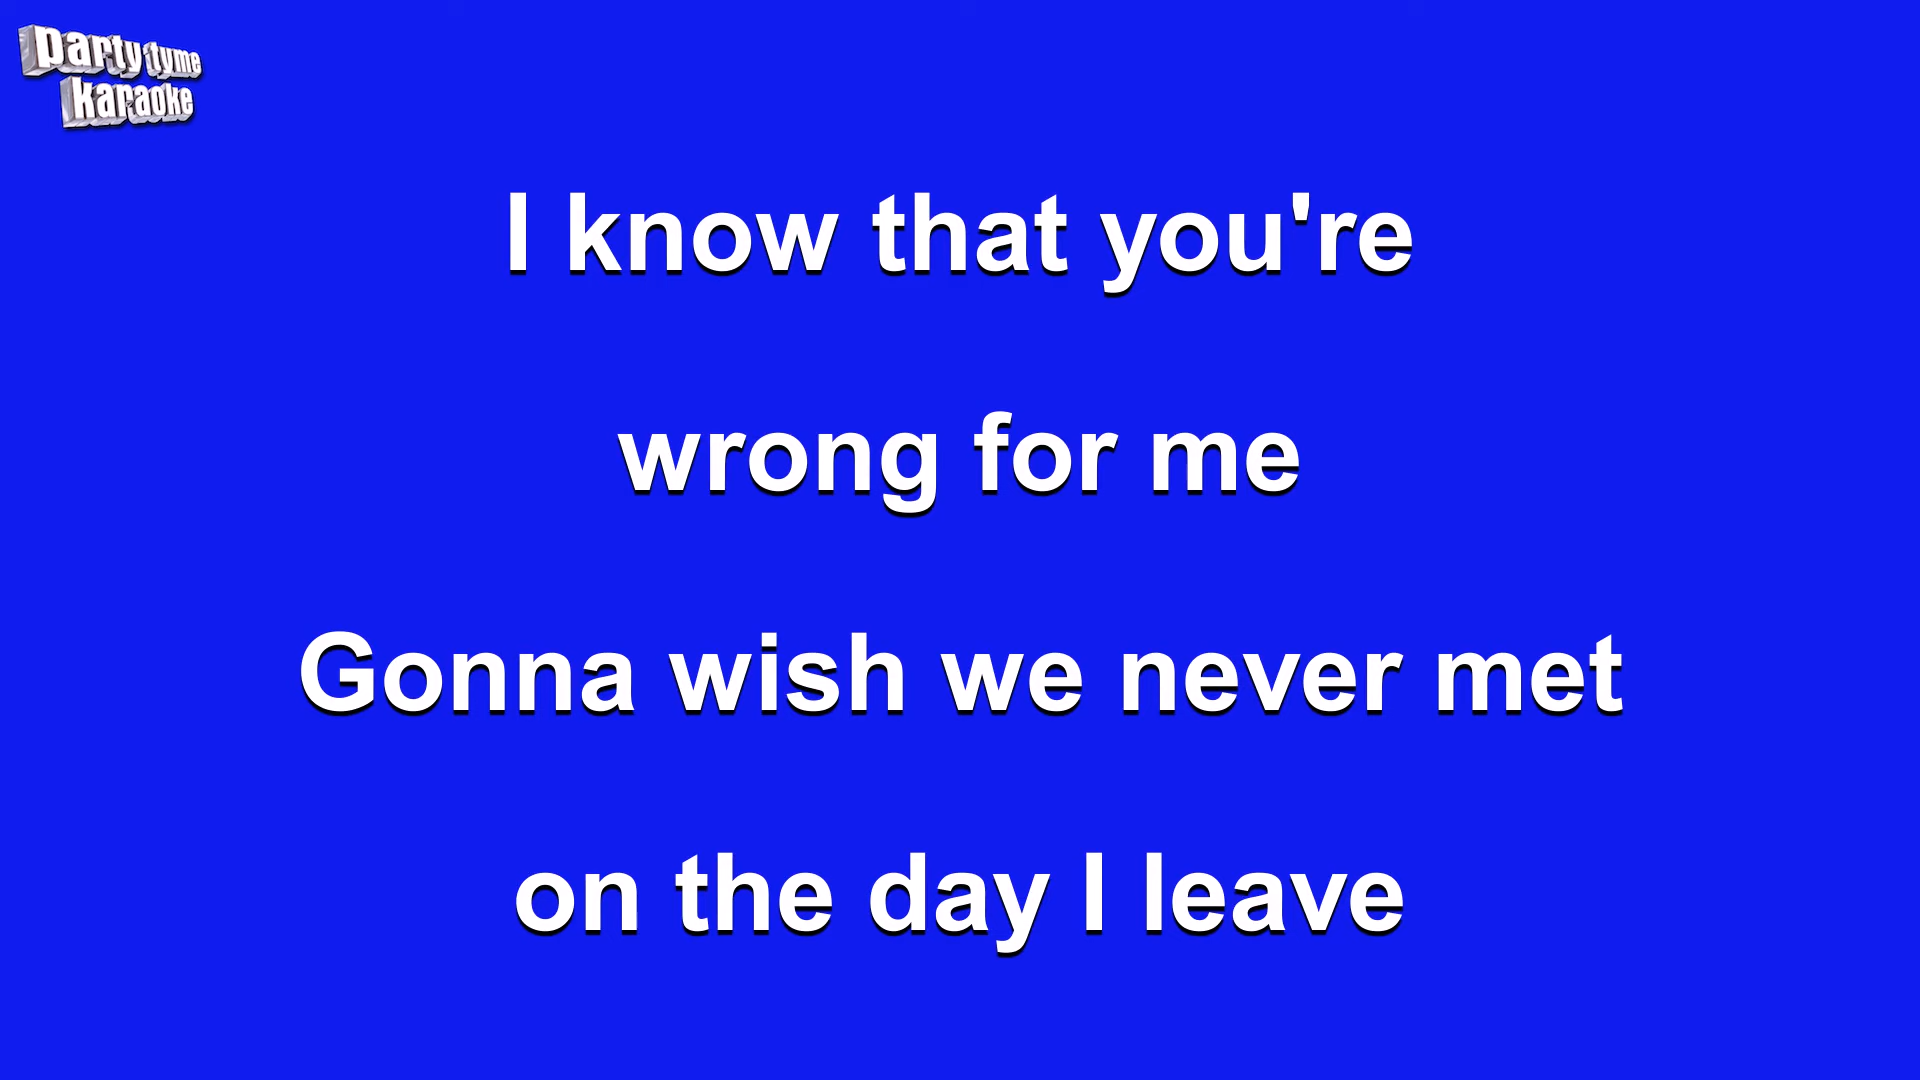 party tyme
karaoke
I know that you're
wrong for me
Gonna wish we never met
on the day I leave